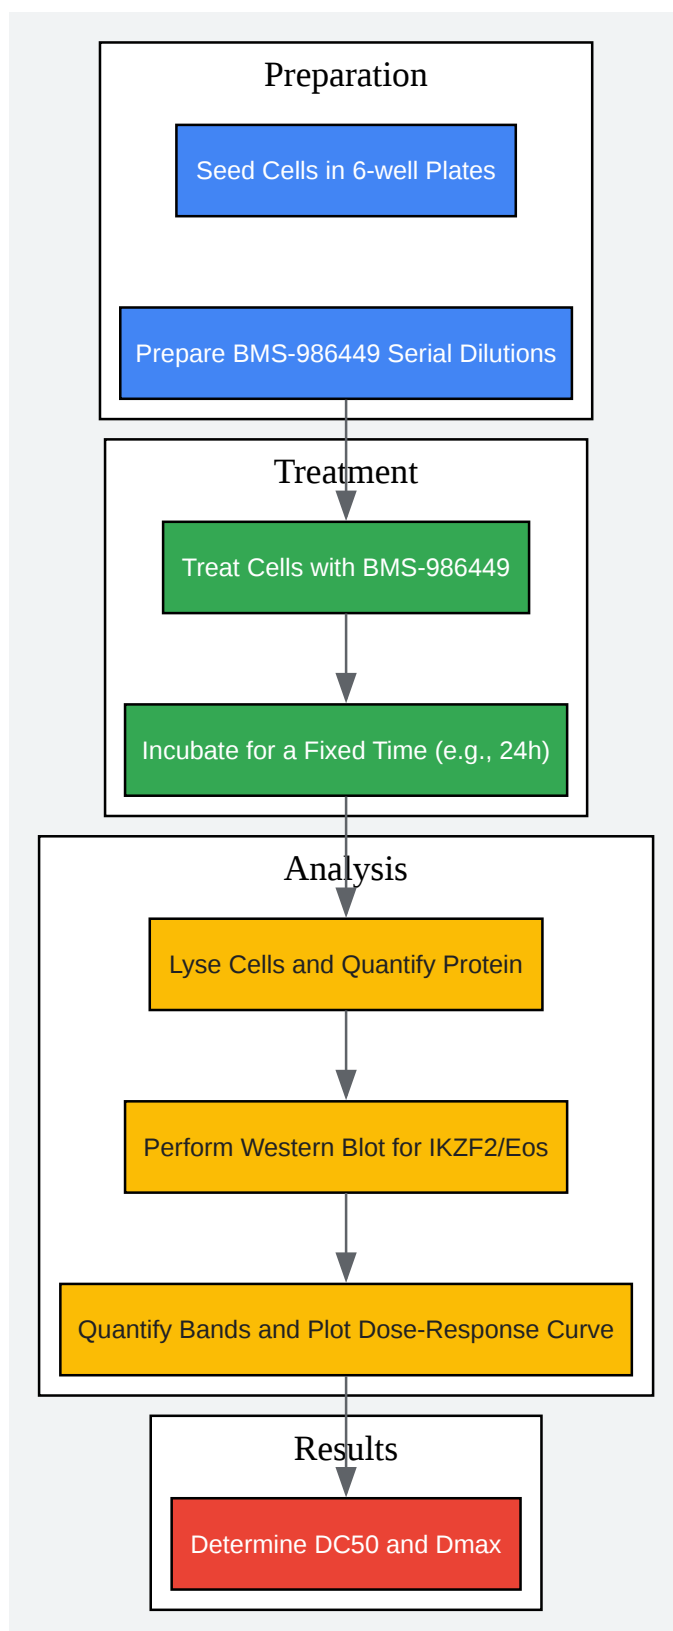 Preparation
Seed Cells in 6-well Plates
Prepare BMS-986449 Serial Dilutions
Treatment
Treat Cells with BMS-986449
Incubate for a Fixed Time (e.g., 24h)
Analysis
Lyse Cells and Quantify Protein
Perform Western Blot for IKZF2/Eos
Quantify Bands and Plot Dose-Response Curve
Results
Determine DC50 and Dmax